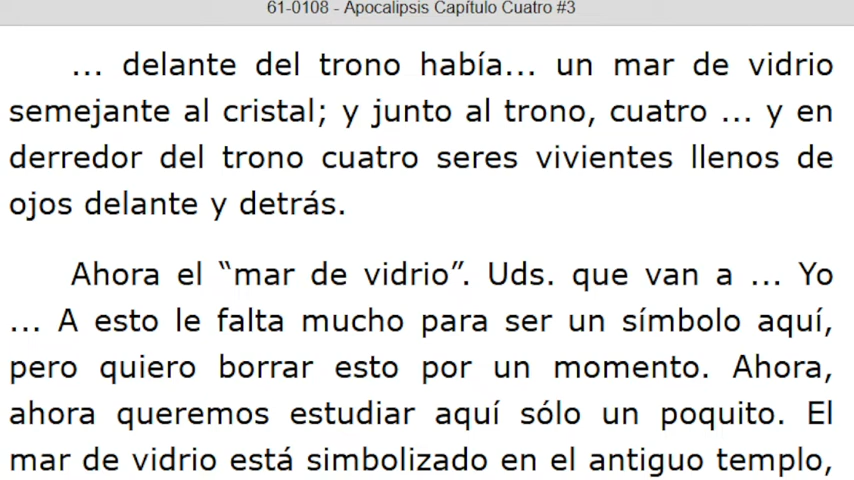 61-0108 - Apocalipsis Capítulo Cuatro #3
... delante del trono había... un mar de vidrio
semejante al cristal; y junto al trono, cuatro ... y en
derredor del trono cuatro seres vivientes llenos de
ojos delante y detrás.
Ahora el “mar de vidrio”. Uds. que van a ... Yo
... A esto le falta mucho para ser un símbolo aquí,
pero quiero borrar esto por un momento. Ahora,
ahora queremos estudiar aquí sólo un poquito. El
mar de vidrio está simbolizado en el antiguo templo,